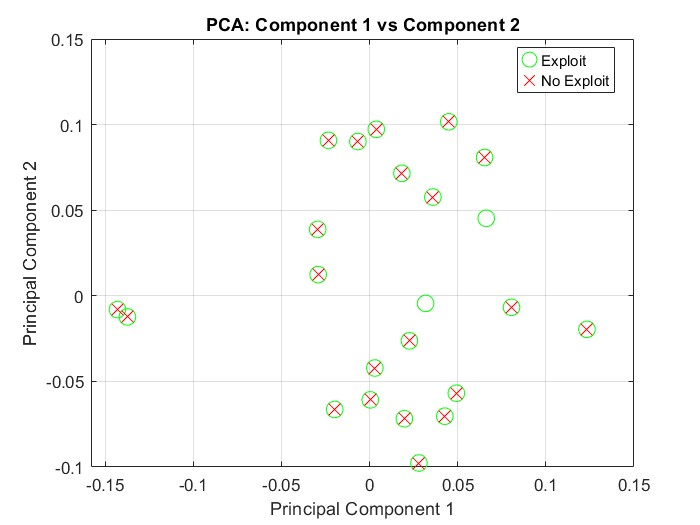 PCA: Component 1 vs Component 2
Exploit
No Exploit
0.15
0.1
0.05
0
-0.05
-0.1
Principal Component 2
-0.15
-0.1
-0.05
0
0.05
0.1
0.15
Principal Component 1